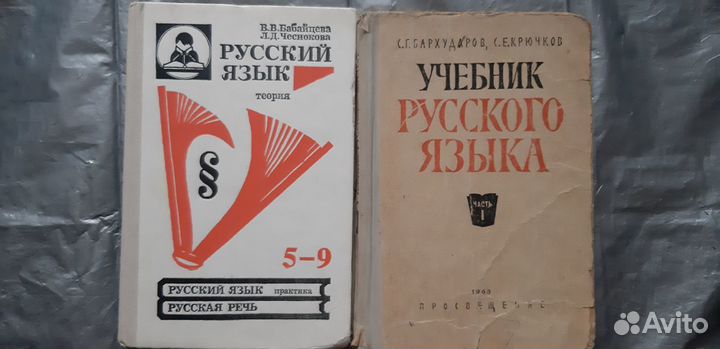 В.В.Бабайцева
Л.Д.Чеснокова
РУССКИЙ
ЯЗЫК
теория
§
5-9
РУССКИЙ ЯЗЫК практика
РУССКАЯ РЕЧЬ
С.Г.БАРХУДАРОВ, С.Е.КРЮЧКОВ
УЧЕБНИК
РУССКОГО
ЯЗЫКА
ЧАСТЬ
I
ПРОСВЕЩЕНИЕ
Avito